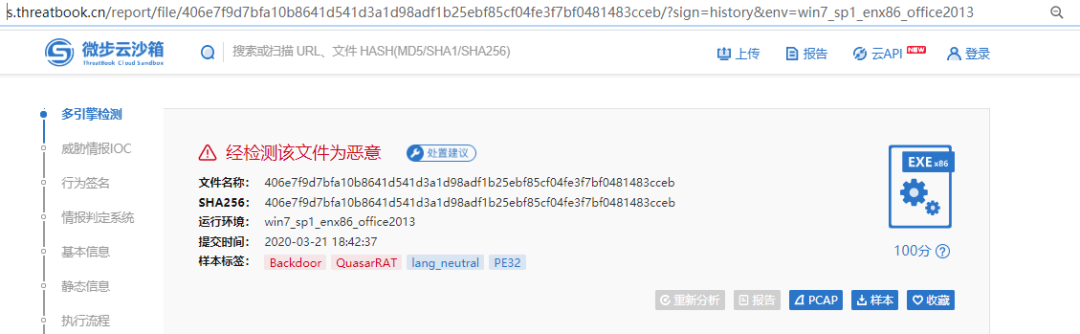 s.threatbook.cn/report/file/406e7f9d7bfa10b8641d541d3a1d98adf1b25ebf85cf04fe3f7bf0481483cceb/?sign=history&env=win7_sp1_enx86_office2013
微步云沙箱
ThreatBook Cloud Sandbox
搜索或扫描 URL、文件 HASH(MD5/SHA1/SHA256)
上传
报告
云API NEW
登录
多引擎检测
威胁情报IOC
行为签名
情报判定系统
基本信息
静态信息
执行流程
经检测该文件为恶意 处置建议
文件名称: 406e7f9d7bfa10b8641d541d3a1d98adf1b25ebf85cf04fe3f7bf0481483cceb
SHA256: 406e7f9d7bfa10b8641d541d3a1d98adf1b25ebf85cf04fe3f7bf0481483cceb
运行环境: win7_sp1_enx86_office2013
提交时间: 2020-03-21 18:42:37
样本标签: Backdoor QuasarRAT lang_neutral PE32
EXE x86
100分 ?
重新分析 报告 PCAP 样本 收藏